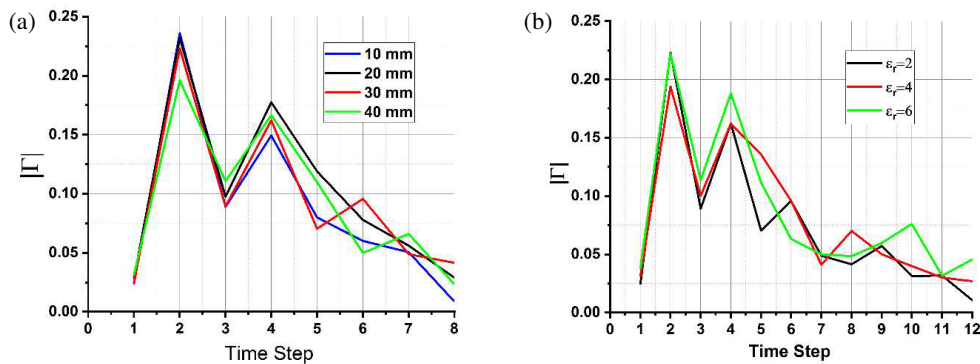 (a)
0.25
0.20
0.15
0.10
0.05
0.00
|Γ|
0 1 2 3 4 5 6 7 8
Time Step
10 mm
20 mm
30 mm
40 mm
(b)
0.25
0.20
0.15
0.10
0.05
0.00
|Γ|
0 1 2 3 4 5 6 7 8 9 10 11 12
Time Step
εr=2
εr=4
εr=6